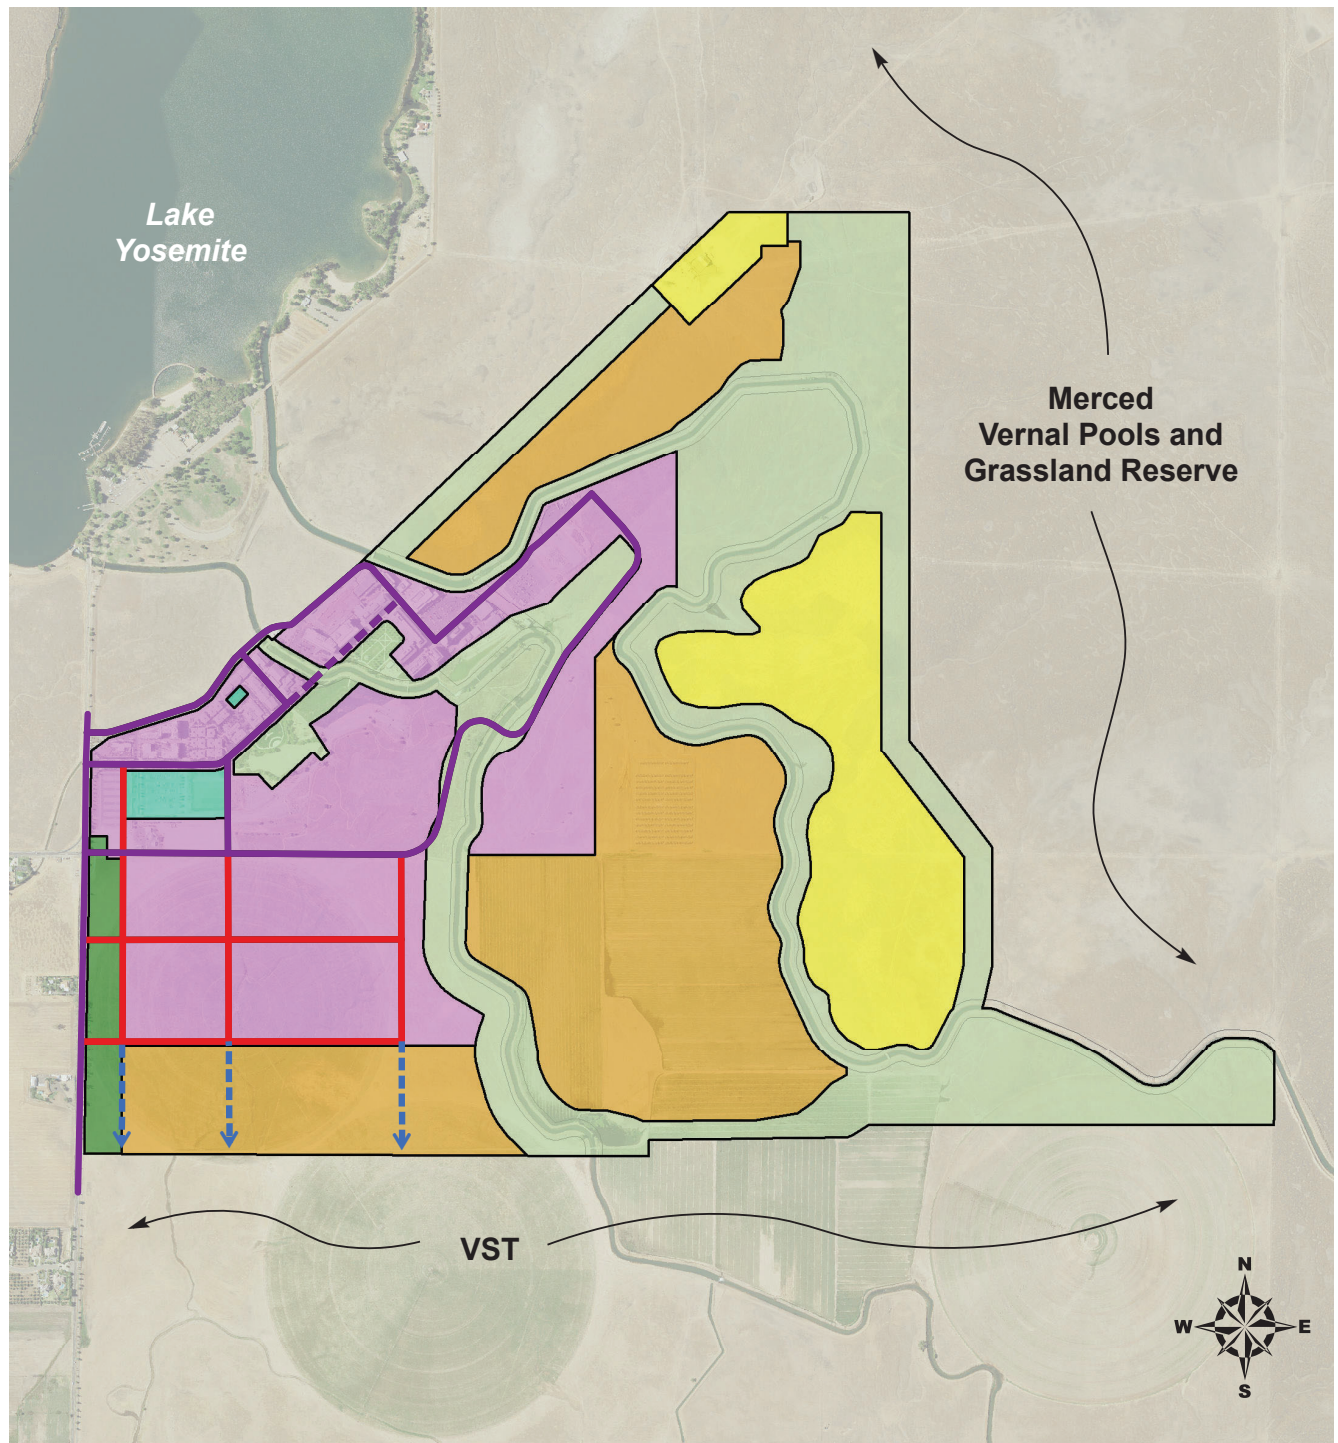 Lake
Yosemite
Merced
Vernal Pools and
Grassland Reserve
VST
N
W
E
S